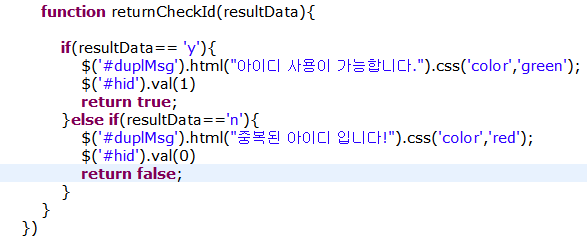 function returnCheckId(resultData){
if(resultData== 'y'){
$('#duplMsg').html("아이디 사용이 가능합니다.").css('color','green');
$('#hid').val(1)
return true;
}else if(resultData=='n'){
$('#duplMsg').html("중복된 아이디 입니다!").css('color','red');
$('#hid').val(0)
return false;
}
}
})